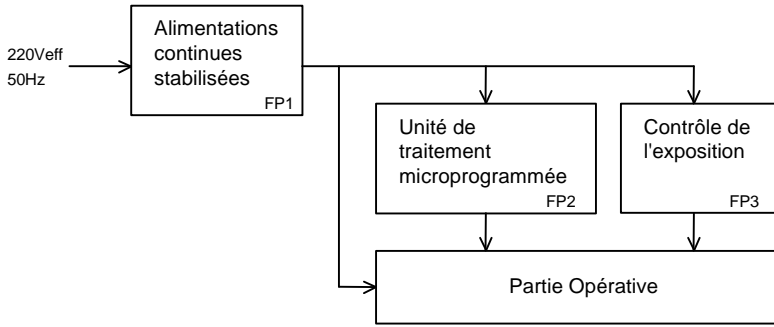 Alimentations
continues
stabilisées
FP1
220Veff
50Hz
Unité de
traitement
microprogrammée
FP2
Contrôle de
l'exposition
FP3
Partie Opérative